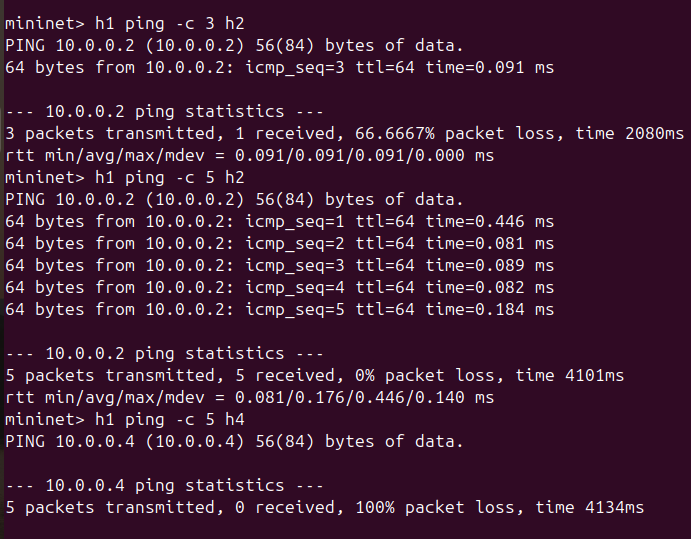 mininet> h1 ping -c 3 h2
PING 10.0.0.2 (10.0.0.2) 56(84) bytes of data.
64 bytes from 10.0.0.2: icmp_seq=3 ttl=64 time=0.091 ms
--- 10.0.0.2 ping statistics ---
3 packets transmitted, 1 received, 66.6667% packet loss, time 2080ms
rtt min/avg/max/mdev = 0.091/0.091/0.091/0.000 ms
mininet> h1 ping -c 5 h2
PING 10.0.0.2 (10.0.0.2) 56(84) bytes of data.
64 bytes from 10.0.0.2: icmp_seq=1 ttl=64 time=0.446 ms
64 bytes from 10.0.0.2: icmp_seq=2 ttl=64 time=0.081 ms
64 bytes from 10.0.0.2: icmp_seq=3 ttl=64 time=0.089 ms
64 bytes from 10.0.0.2: icmp_seq=4 ttl=64 time=0.082 ms
64 bytes from 10.0.0.2: icmp_seq=5 ttl=64 time=0.184 ms
--- 10.0.0.2 ping statistics ---
5 packets transmitted, 5 received, 0% packet loss, time 4101ms
rtt min/avg/max/mdev = 0.081/0.176/0.446/0.140 ms
mininet> h1 ping -c 5 h4
PING 10.0.0.4 (10.0.0.4) 56(84) bytes of data.
--- 10.0.0.4 ping statistics ---
5 packets transmitted, 0 received, 100% packet loss, time 4134ms